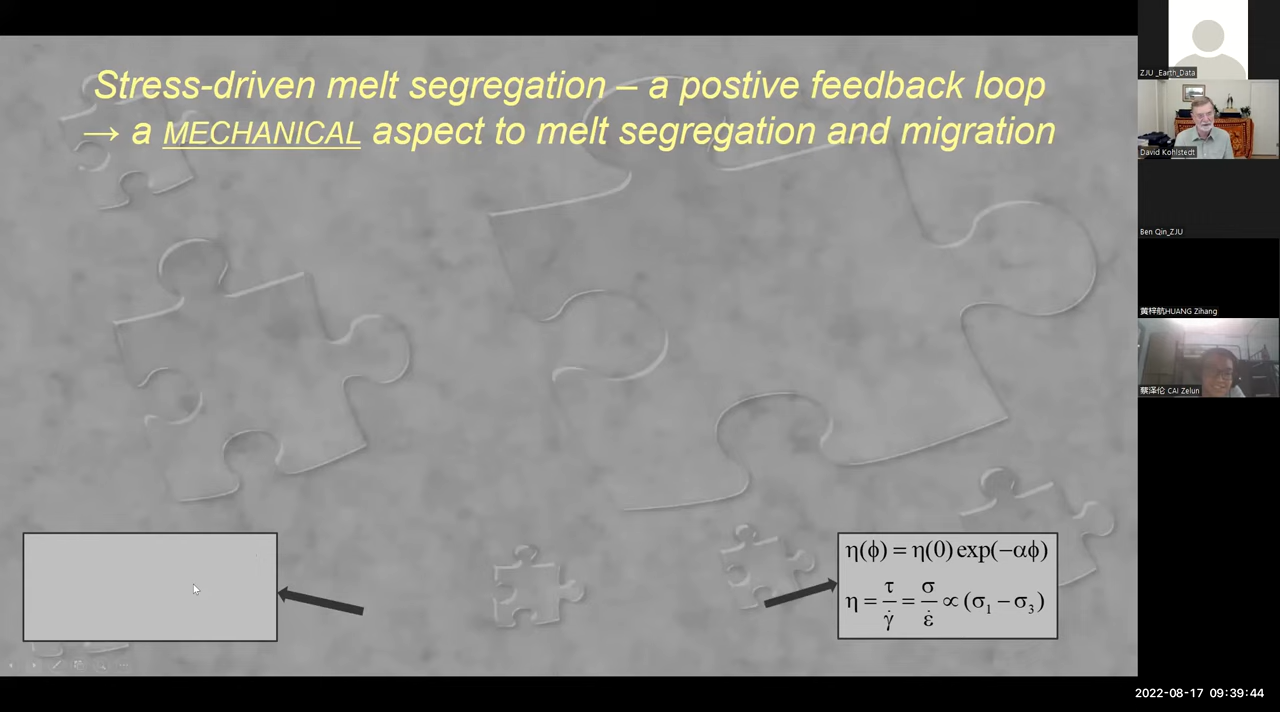 Stress-driven melt segregation – a postive feedback loop
→ a MECHANICAL aspect to melt segregation and migration
η(ϕ) = η(0) exp(−αϕ)
η = τ/γ̇ = σ/ε̇ ∝ (σ₁ − σ₃)
ZJU _Earth_Data
David Kohlstedt
Ben Qin_ZJU
黄梓航HUANG Zihang
蔡泽伦 CAI Zelun
2022-08-17 09:39:44